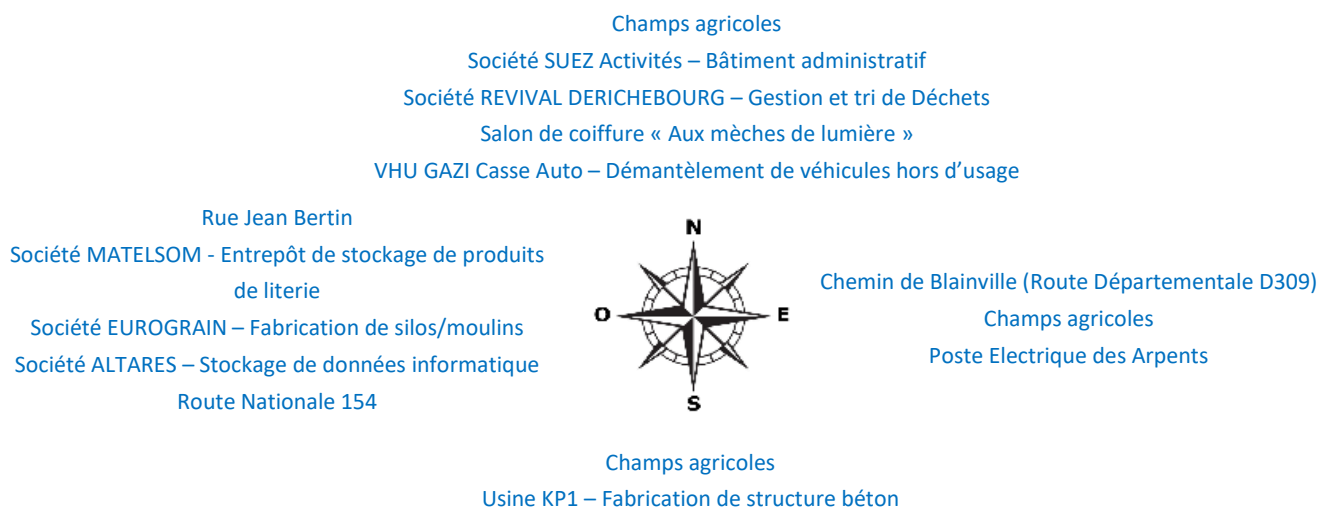 Champs agricoles
Société SUEZ Activités – Bâtiment administratif
Société REVIVAL DERICHEBOURG – Gestion et tri de Déchets
Salon de coiffure « Aux mèches de lumière »
VHU GAZI Casse Auto – Démantèlement de véhicules hors d’usage
Rue Jean Bertin
Société MATELSOM - Entrepôt de stockage de produits
de literie
Société EUROGRAIN – Fabrication de silos/moulins
Société ALTARES – Stockage de données informatique
Route Nationale 154
N
O
E
S
Chemin de Blainville (Route Départementale D309)
Champs agricoles
Poste Electrique des Arpents
Champs agricoles
Usine KP1 – Fabrication de structure béton